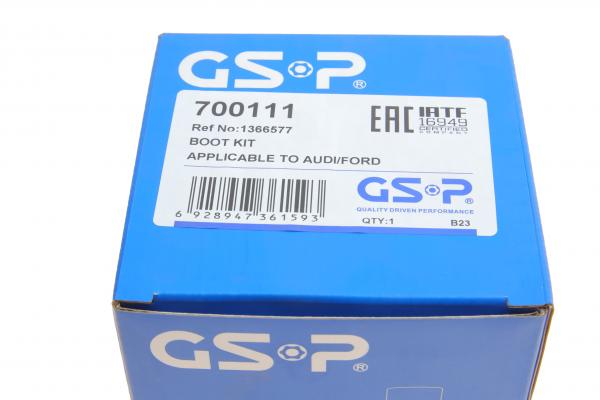 GSP®
700111
Ref No:1366577
BOOT KIT
APPLICABLE TO AUDI/FORD
6 928947 361593
EAC
IATF
16949
CERTIFIED
COMPANY
GSP®
QUALITY DRIVEN PERFORMANCE
QTY:1 B23
GSP®